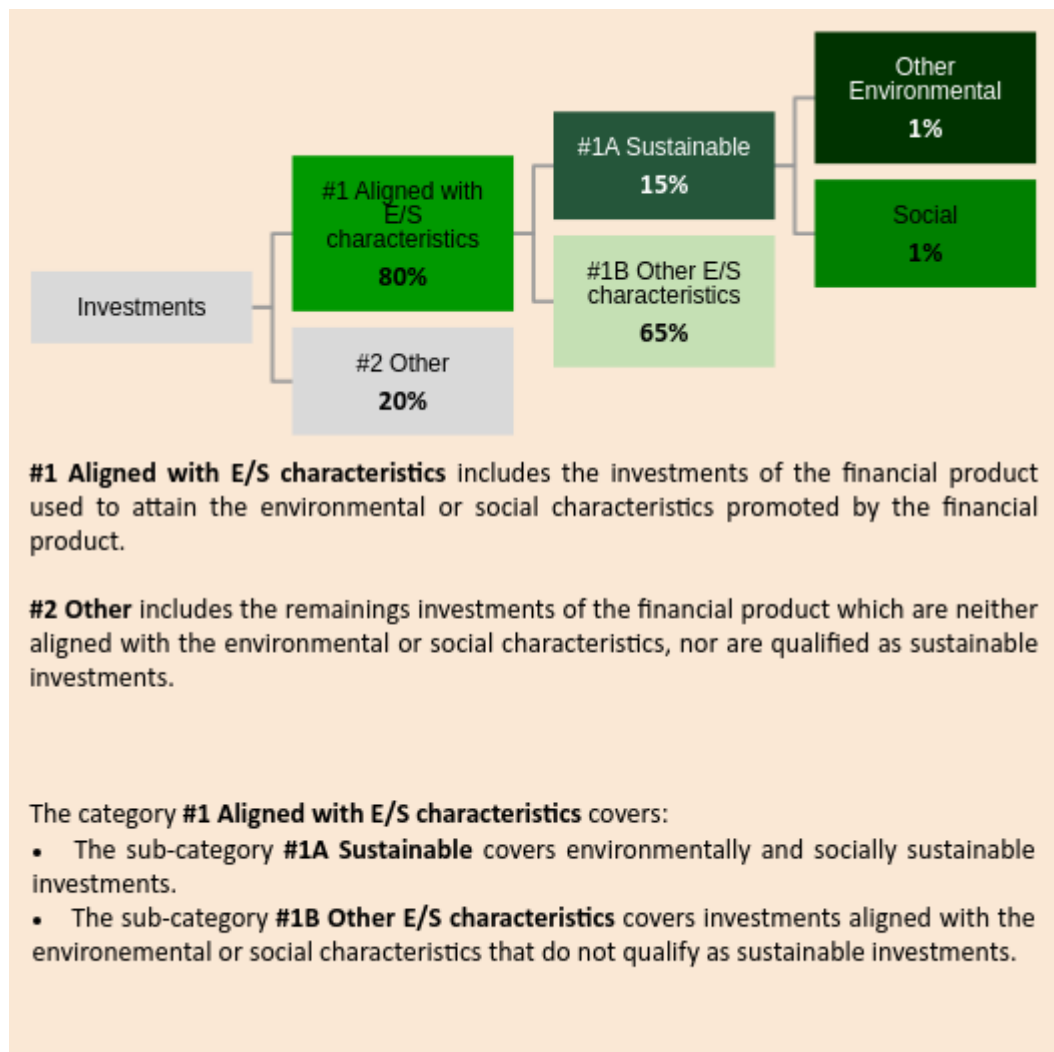 Investments
#1 Aligned with
E/S
characteristics
80%
#2 Other
20%
#1A Sustainable
15%
#1B Other E/S
characteristics
65%
Other
Environmental
1%
Social
1%
#1 Aligned with E/S characteristics includes the investments of the financial product
used to attain the environmental or social characteristics promoted by the financial
product.
#2 Other includes the remainings investments of the financial product which are neither
aligned with the environmental or social characteristics, nor are qualified as sustainable
investments.
The category #1 Aligned with E/S characteristics covers:
• The sub-category #1A Sustainable covers environmentally and socially sustainable
investments.
• The sub-category #1B Other E/S characteristics covers investments aligned with the
environemental or social characteristics that do not qualify as sustainable investments.